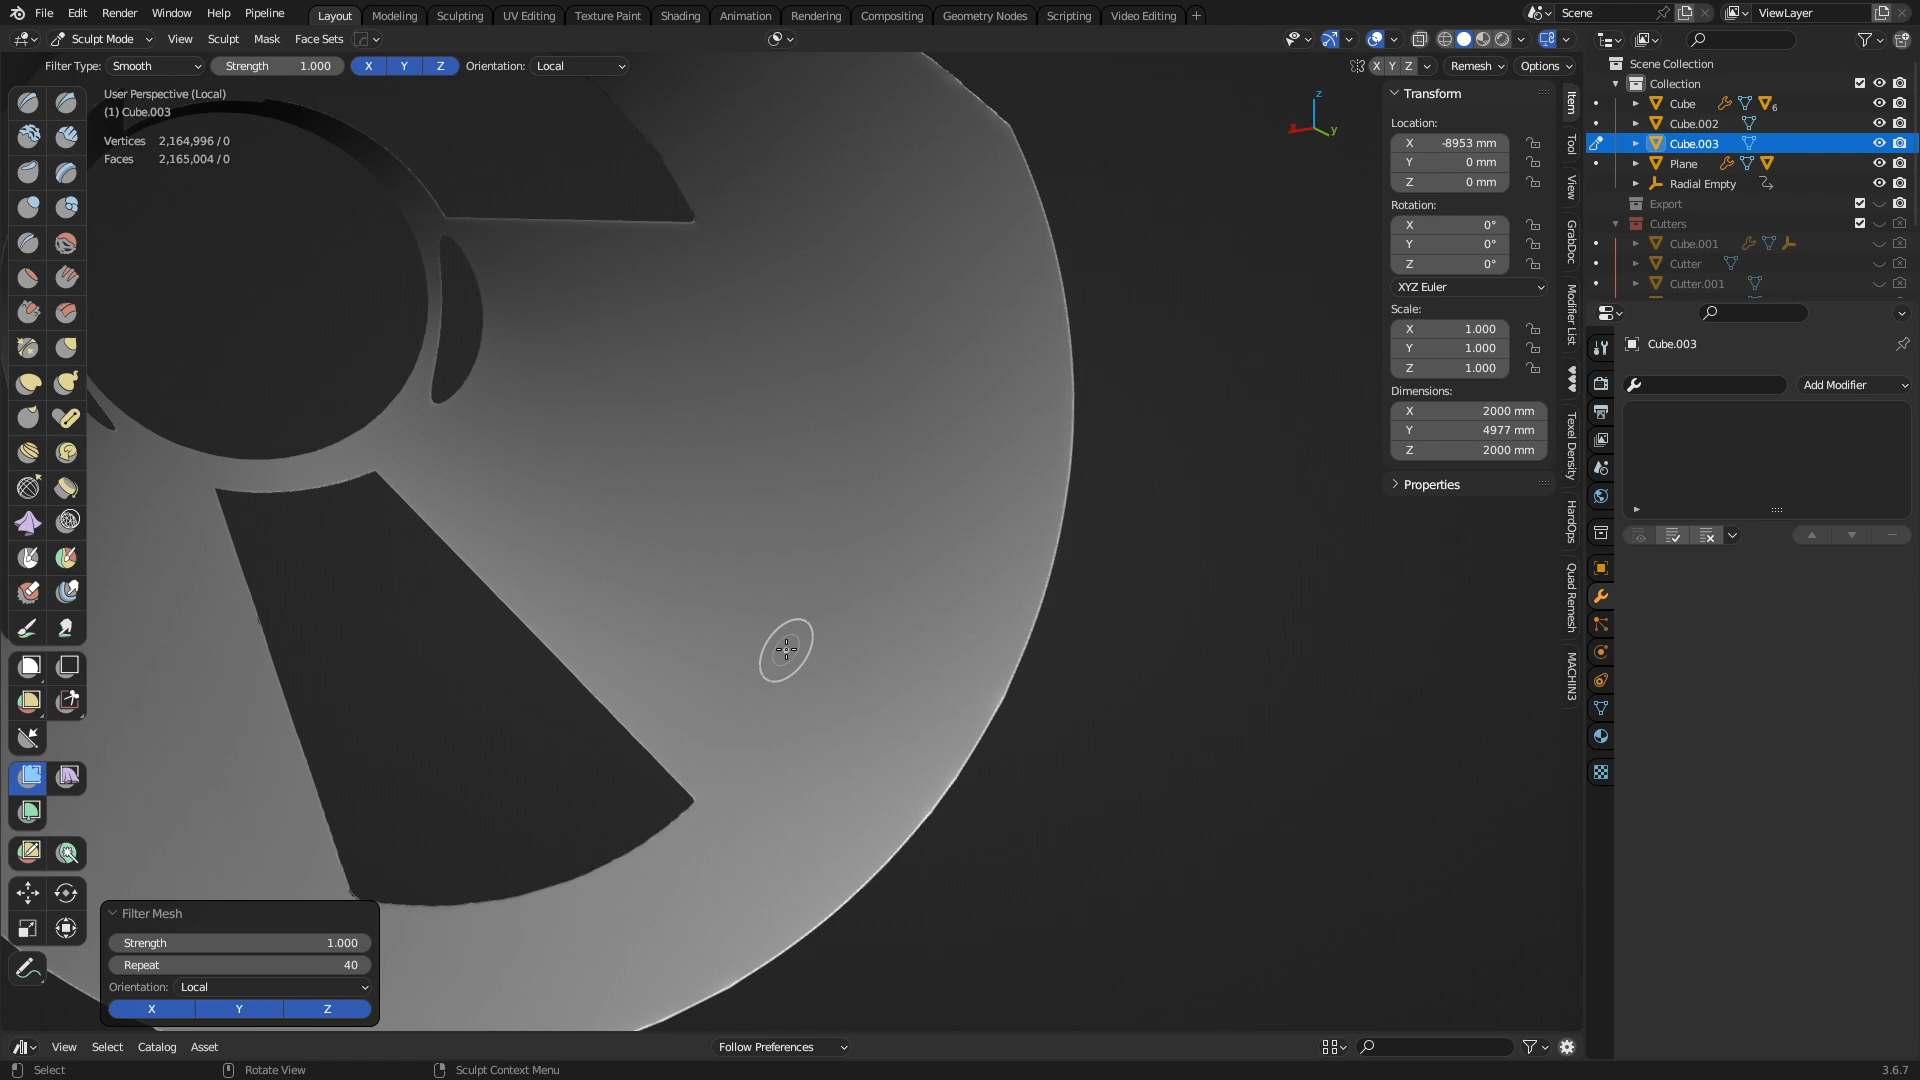 File Edit Render Window Help Pipeline
Layout Modeling Sculpting UV Editing Texture Paint Shading Animation Rendering Compositing Geometry Nodes Scripting Video Editing +
Scene
ViewLayer
Sculpt Mode View Sculpt Mask Face Sets
Filter Type: Smooth Strength 1.000 X Y Z Orientation: Local
X Y Z Remesh Options
User Perspective (Local)
(1) Cube.003
Vertices 2,164,996 / 0
Faces 2,165,004 / 0
z
x
y
Transform
Location:
X -8953 mm
Y 0 mm
Z 0 mm
Rotation:
X 0°
Y 0°
Z 0°
XYZ Euler
Scale:
X 1.000
Y 1.000
Z 1.000
Dimensions:
X 2000 mm
Y 4977 mm
Z 2000 mm
Properties
Item
Tool
View
GrabDoc
Modifier List
Texel Density
HardOps
Quad Remesh
MACHIN3
Scene Collection
Collection
Cube 6
Cube.002
Cube.003
Plane
Radial Empty
Export
Cutters
Cube.001
Cutter
Cutter.001
Cube.003
Add Modifier
Filter Mesh
Strength 1.000
Repeat 40
Orientation: Local
X Y Z
View Select Catalog Asset
Follow Preferences
Select Rotate View Sculpt Context Menu
3.6.7